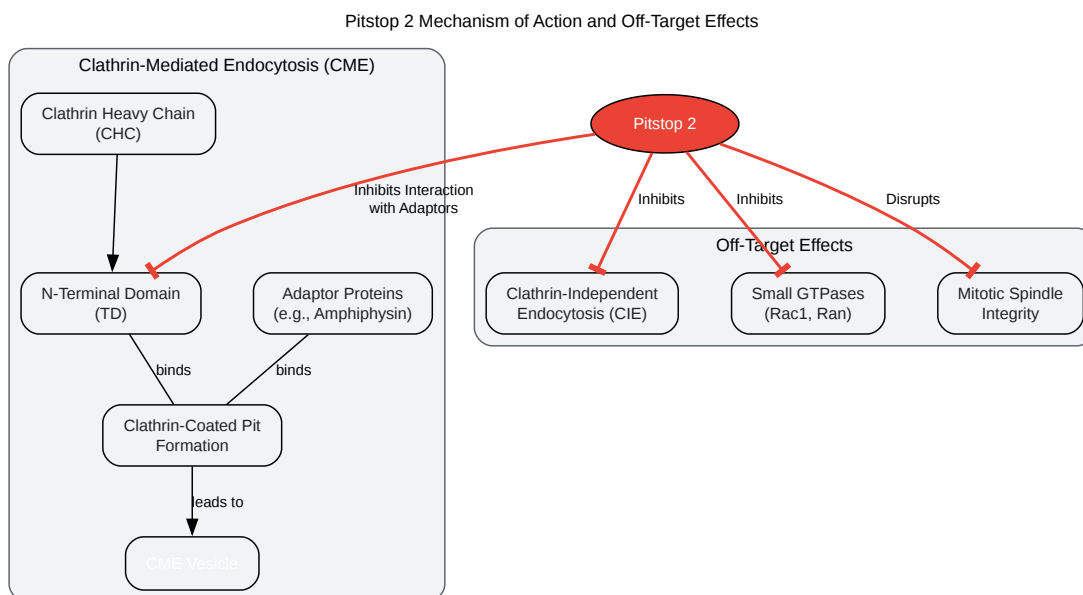 Pitstop 2 Mechanism of Action and Off-Target Effects
Clathrin-Mediated Endocytosis (CME)
Clathrin Heavy Chain
(CHC)
Pitstop 2
Inhibits Interaction
with Adaptors
Inhibits
Inhibits
Disrupts
Off-Target Effects
N-Terminal Domain
(TD)
Adaptor Proteins
(e.g., Amphiphysin)
Clathrin-Independent
Endocytosis (CIE)
Small GTPases
(Rac1, Ran)
Mitotic Spindle
Integrity
binds
binds
Clathrin-Coated Pit
Formation
leads to
CME Vesicle